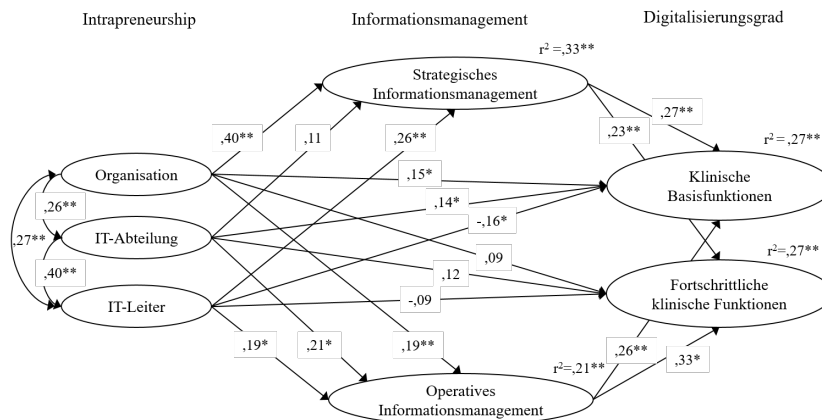 Intrapreneurship
Informationsmanagement
Digitalisierungsgrad
r² =,33**
Strategisches
Informationsmanagement
,27**
,23**
r² =,27**
,40**
,11
,26**
Organisation
,15*
Klinische
Basisfunktionen
,26**
,14*
-,16*
,27**
IT-Abteilung
,09
r²=,27**
,40**
,12
Fortschrittliche
klinische Funktionen
IT-Leiter
-,09
,19*
,21*
,19**
,26**
,33*
r²=,21**
Operatives
Informationsmanagement